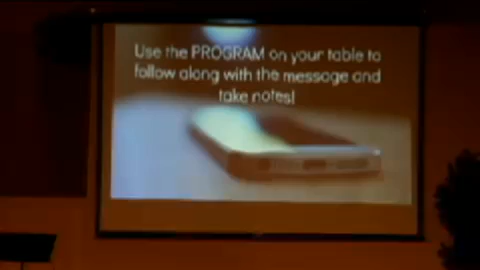 Use the PROGRAM on your table to
follow along with the message and
take notes!